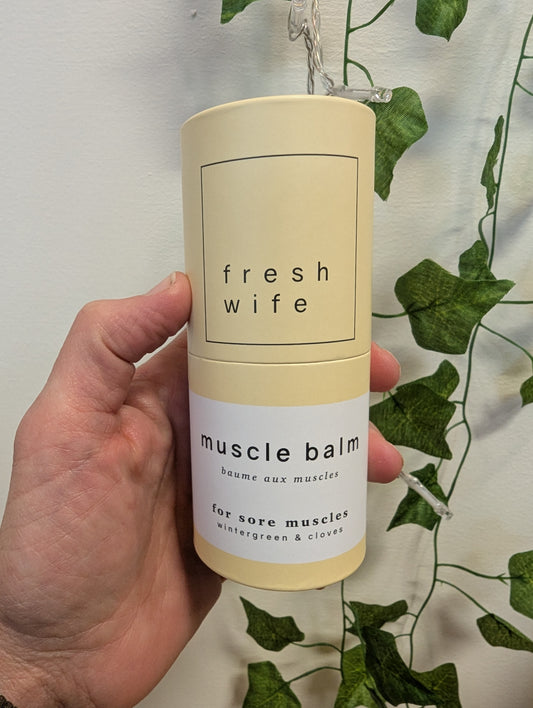 fresh
wife
muscle balm
baume aux muscles
for sore muscles
wintergreen & cloves